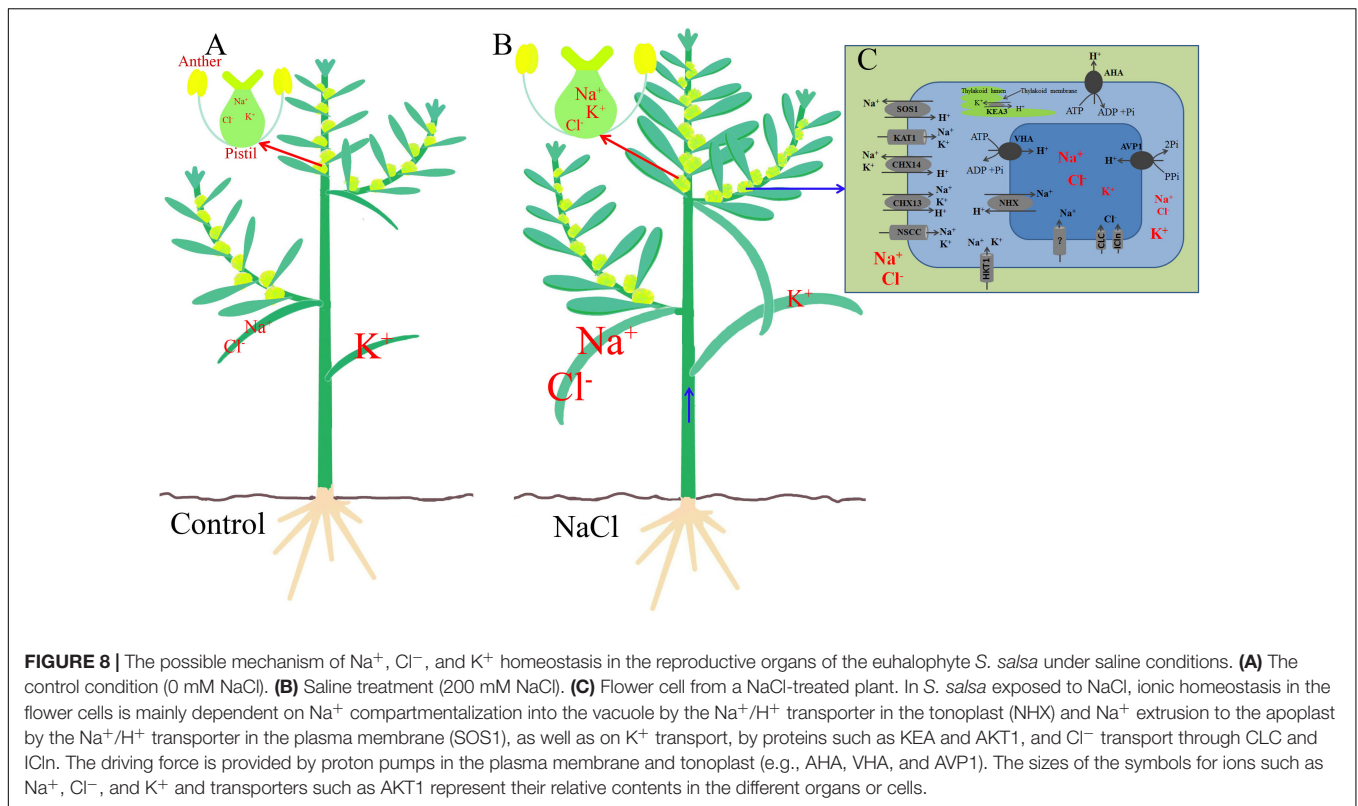 A
Anther
Na⁺
Cl⁻
K⁺
Pistil
Na⁺
Cl⁻
K⁺
Control
B
Na⁺
K⁺
Cl⁻
K⁺
Na⁺
Cl⁻
NaCl
C
H⁺
AHA
ATP
ADP +Pi
Thylakoid lumen
Thylakoid membrane
K⁺
H⁺
KEA3
Na⁺
SOS1
H⁺
KAT1
Na⁺
K⁺
Na⁺
K⁺
CHX14
H⁺
Na⁺
K⁺
CHX13
H⁺
NSCC
Na⁺
K⁺
Na⁺
Cl⁻
ATP
VHA
H⁺
ADP +Pi
Na⁺
Cl⁻
K⁺
AVP1
H⁺
2Pi
PPi
Na⁺
NHX
H⁺
Na⁺
Cl⁻
K⁺
Na⁺
?
Cl⁻
CLC
ICln
Na⁺ K⁺
HKT1
FIGURE 8 | The possible mechanism of Na⁺, Cl⁻, and K⁺ homeostasis in the reproductive organs of the euhalophyte S. salsa under saline conditions. (A) The
control condition (0 mM NaCl). (B) Saline treatment (200 mM NaCl). (C) Flower cell from a NaCl-treated plant. In S. salsa exposed to NaCl, ionic homeostasis in the
flower cells is mainly dependent on Na⁺ compartmentalization into the vacuole by the Na⁺/H⁺ transporter in the tonoplast (NHX) and Na⁺ extrusion to the apoplast
by the Na⁺/H⁺ transporter in the plasma membrane (SOS1), as well as on K⁺ transport, by proteins such as KEA and AKT1, and Cl⁻ transport through CLC and
ICln. The driving force is provided by proton pumps in the plasma membrane and tonoplast (e.g., AHA, VHA, and AVP1). The sizes of the symbols for ions such as
Na⁺, Cl⁻, and K⁺ and transporters such as AKT1 represent their relative contents in the different organs or cells.